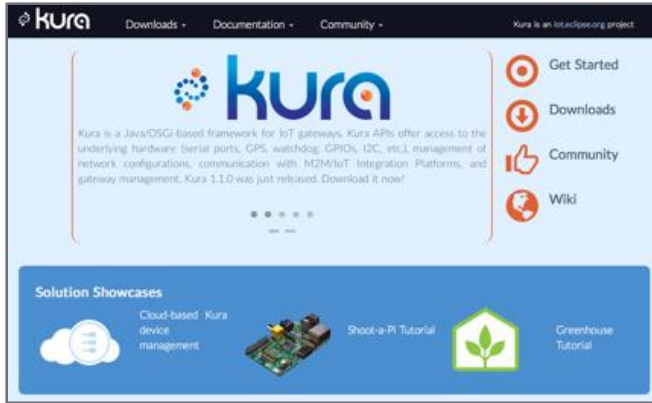 kura
Downloads Documentation Community
Kura is an iot.eclipse.org project
kura
Kura is a Java/OSGi-based framework for IoT gateways. Kura APIs offer access to the
underlying hardware (serial ports, GPS, watchdog, GPIOs, I2C, etc.), management of
network configurations, communication with M2M/IoT Integration Platforms, and
gateway management. Kura 1.1.0 was just released. Download it now!
Get Started
Downloads
Community
Wiki
Solution Showcases
Cloud-based Kura
device
management
Shoot-a-Pi Tutorial
Greenhouse
Tutorial